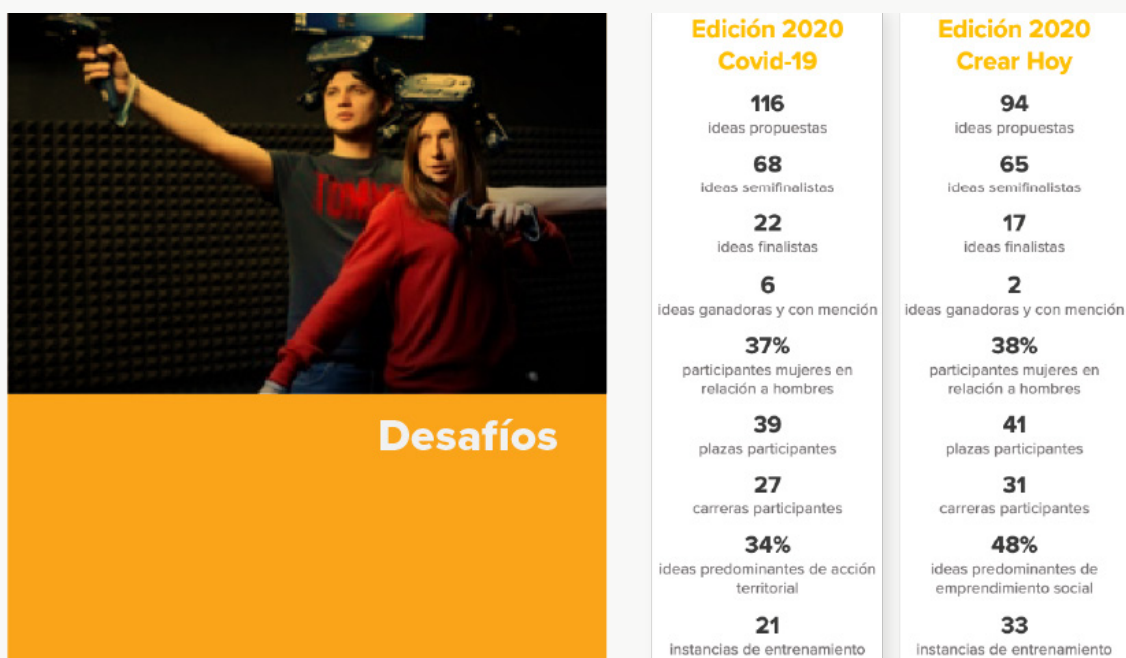 TOMMY
Desafíos
Edición 2020
Covid-19
116
ideas propuestas
68
ideas semifinalistas
22
ideas finalistas
6
ideas ganadoras y con mención
37%
participantes mujeres en
relación a hombres
39
plazas participantes
27
carreras participantes
34%
ideas predominantes de acción
territorial
21
instancias de entrenamiento
Edición 2020
Crear Hoy
94
ideas propuestas
65
ideas semifinalistas
17
ideas finalistas
2
ideas ganadoras y con mención
38%
participantes mujeres en
relación a hombres
41
plazas participantes
31
carreras participantes
48%
ideas predominantes de
emprendimiento social
33
instancias de entrenamiento